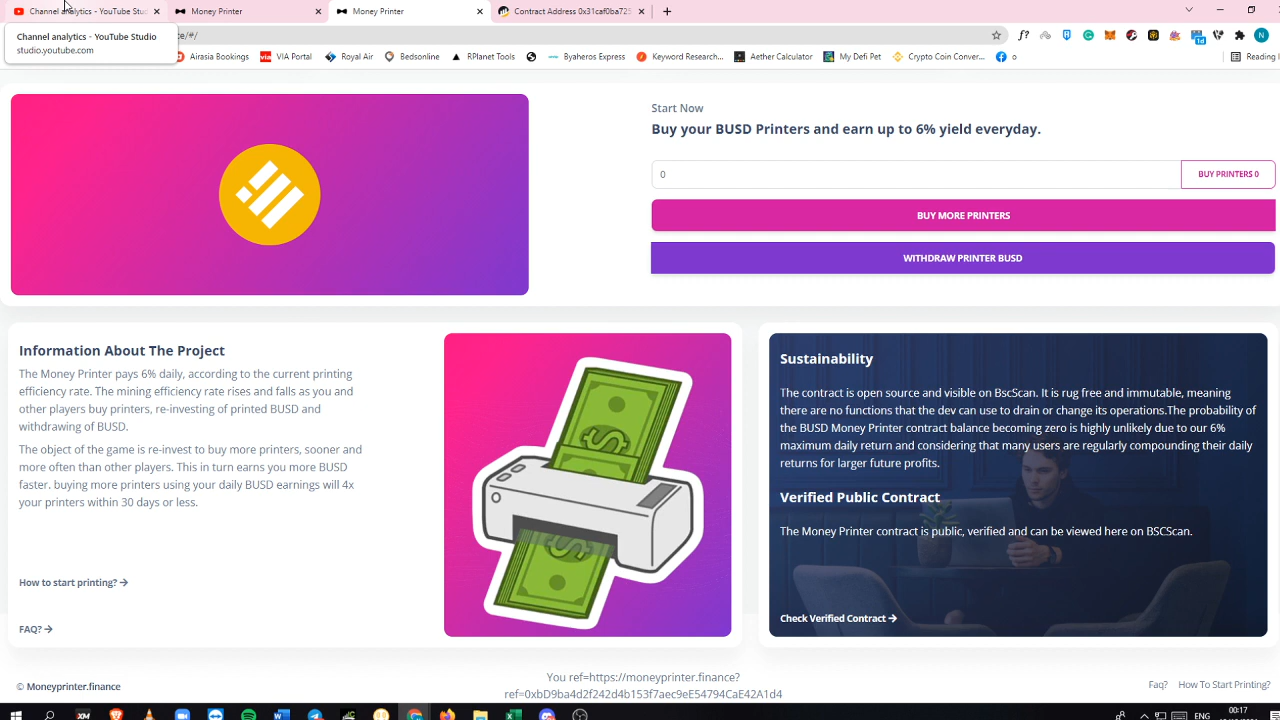 Channel analytics - YouTube Stu
Money Printer
Money Printer
Contract Address 0x31caf0ba725
Channel analytics - YouTube Studio
studio.youtube.com
te/#/
Airasia Bookings
VIA Portal
Royal Air
Bedsonline
RPlanet Tools
Byaheros Express
Keyword Research...
Aether Calculator
My Defi Pet
Crypto Coin Conver...
o
Reading l
Start Now
Buy your BUSD Printers and earn up to 6% yield everyday.
0
BUY PRINTERS 0
BUY MORE PRINTERS
WITHDRAW PRINTER BUSD
Information About The Project
The Money Printer pays 6% daily, according to the current printing
efficiency rate. The mining efficiency rate rises and falls as you and
other players buy printers, re-investing of printed BUSD and
withdrawing of BUSD.
The object of the game is re-invest to buy more printers, sooner and
more often than other players. This in turn earns you more BUSD
faster. buying more printers using your daily BUSD earnings will 4x
your printers within 30 days or less.
How to start printing?
FAQ?
Sustainability
The contract is open source and visible on BscScan. It is rug free and immutable, meaning
there are no functions that the dev can use to drain or change its operations.The probability of
the BUSD Money Printer contract balance becoming zero is highly unlikely due to our 6%
maximum daily return and considering that many users are regularly compounding their daily
returns for larger future profits.
Verified Public Contract
The Money Printer contract is public, verified and can be viewed here on BSCScan.
Check Verified Contract
© Moneyprinter.finance
You ref=https://moneyprinter.finance?
ref=0xbD9ba4d2f242d4b153f7aec9eE54794CaE42A1d4
Faq? How To Start Printing?
ENG
00:17